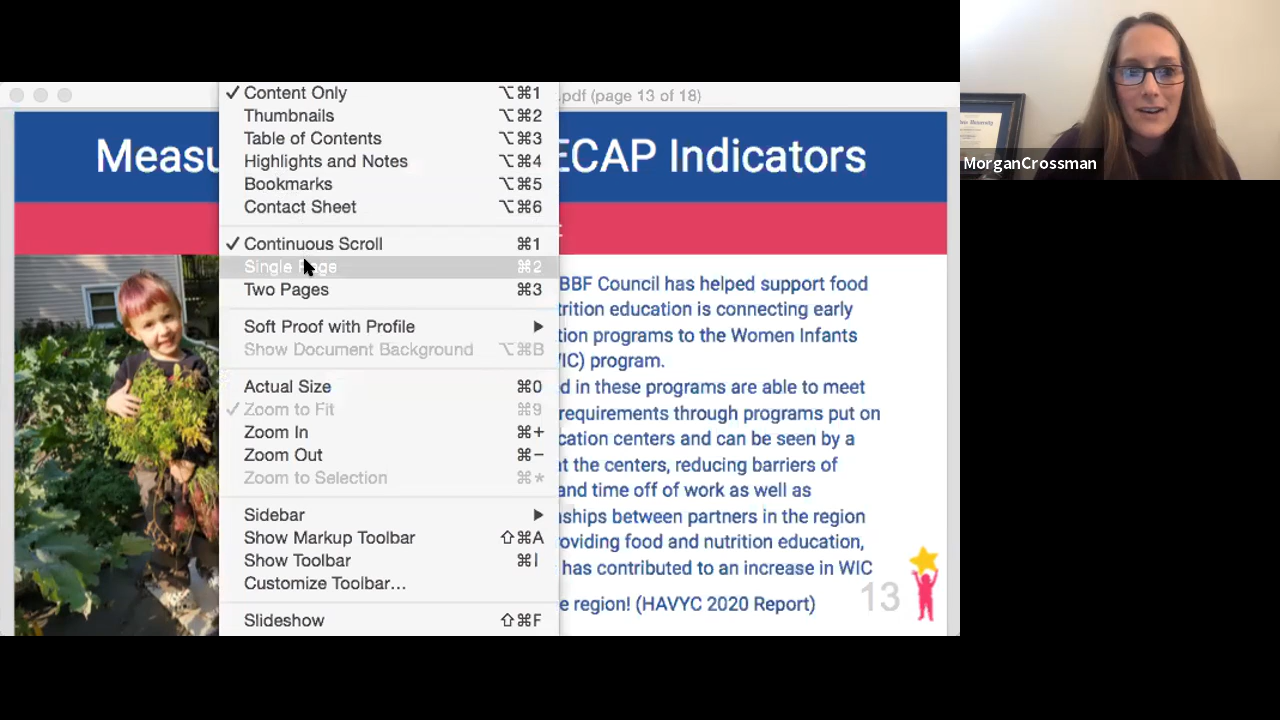 Content Only ⌥⌘1
.pdf (page 13 of 18)
Thumbnails ⌥⌘2
Table of Contents ⌥⌘3
Highlights and Notes ⌥⌘4
Bookmarks ⌥⌘5
Contact Sheet ⌥⌘6
Continuous Scroll ⌘1
Single Page ⌘2
Two Pages ⌘3
Soft Proof with Profile
Show Document Background ⌥⌘B
Actual Size ⌘0
Zoom to Fit ⌘9
Zoom In ⌘+
Zoom Out ⌘−
Zoom to Selection ⌘*
Sidebar
Show Markup Toolbar ⇧⌘A
Show Toolbar ⌘I
Customize Toolbar...
Slideshow ⇧⌘F
Measu ECAP Indicators
BBF Council has helped support food
trition education is connecting early
tion programs to the Women Infants
IC) program.
d in these programs are able to meet
requirements through programs put on
cation centers and can be seen by a
t the centers, reducing barriers of
and time off of work as well as
nships between partners in the region
oviding food and nutrition education,
has contributed to an increase in WIC
e region! (HAVYC 2020 Report)
13
MorganCrossman